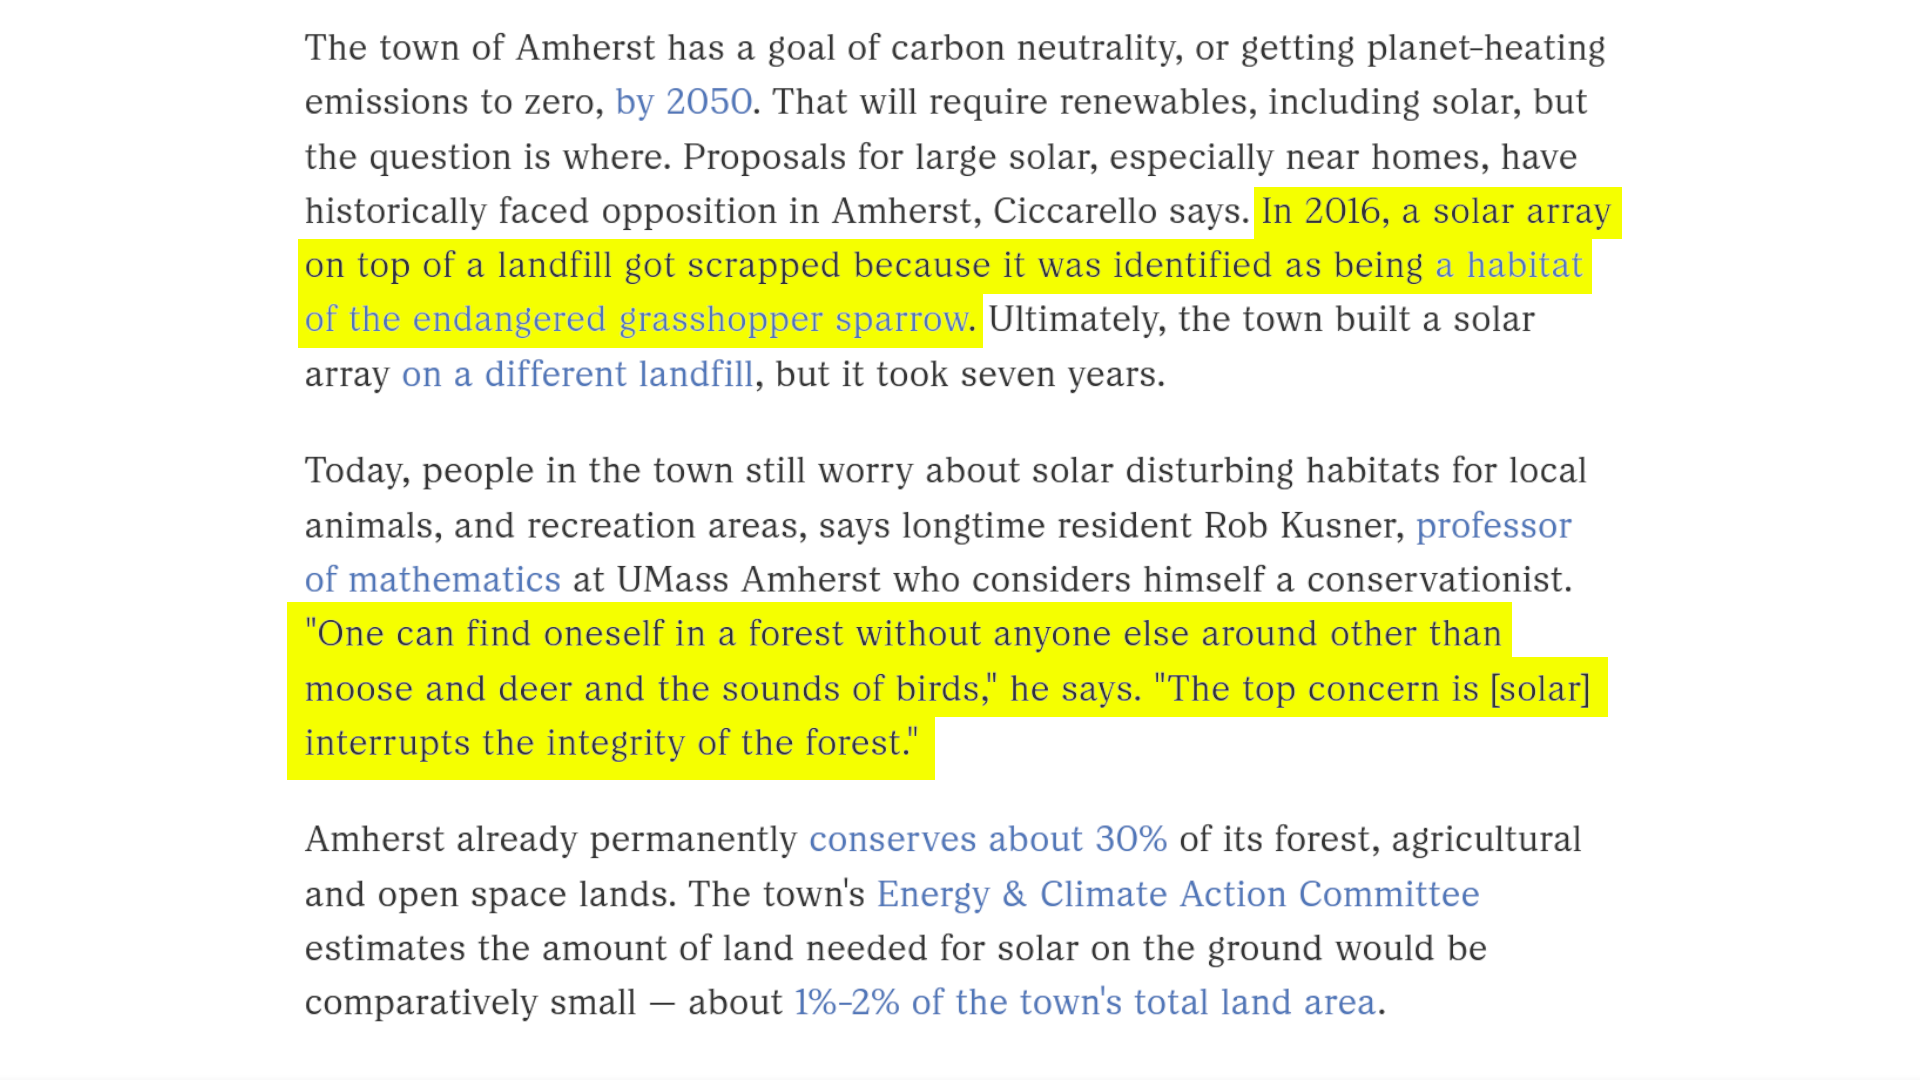 The town of Amherst has a goal of carbon neutrality, or getting planet-heating
emissions to zero, by 2050. That will require renewables, including solar, but
the question is where. Proposals for large solar, especially near homes, have
historically faced opposition in Amherst, Ciccarello says. In 2016, a solar array
on top of a landfill got scrapped because it was identified as being a habitat
of the endangered grasshopper sparrow. Ultimately, the town built a solar
array on a different landfill, but it took seven years.
Today, people in the town still worry about solar disturbing habitats for local
animals, and recreation areas, says longtime resident Rob Kusner, professor
of mathematics at UMass Amherst who considers himself a conservationist.
"One can find oneself in a forest without anyone else around other than
moose and deer and the sounds of birds," he says. "The top concern is [solar]
interrupts the integrity of the forest."
Amherst already permanently conserves about 30% of its forest, agricultural
and open space lands. The town's Energy & Climate Action Committee
estimates the amount of land needed for solar on the ground would be
comparatively small — about 1%-2% of the town's total land area.